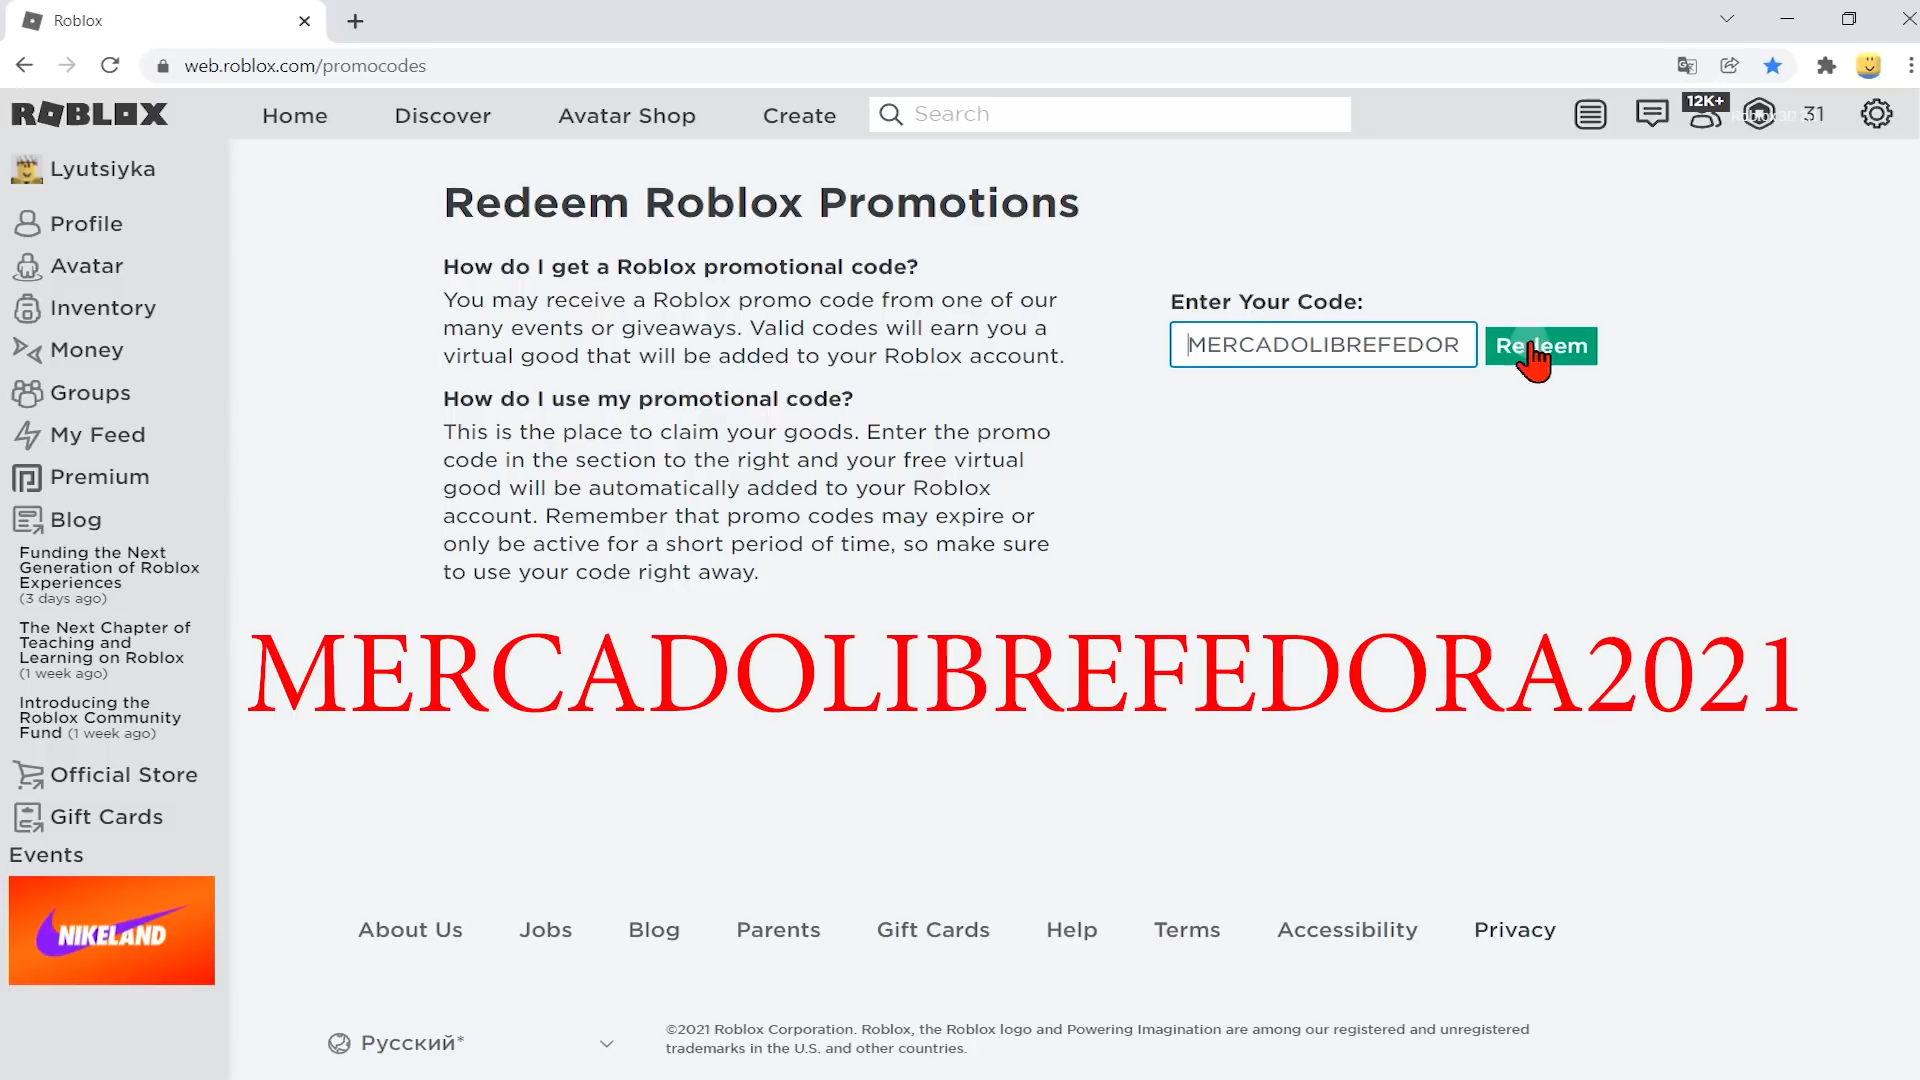 Roblox
web.roblox.com/promocodes
ROBLOX
Home
Discover
Avatar Shop
Create
Search
12K+
31
Lyutsiyka
Profile
Avatar
Inventory
Money
Groups
My Feed
Premium
Blog
Funding the Next
Generation of Roblox
Experiences
(3 days ago)
The Next Chapter of
Teaching and
Learning on Roblox
(1 week ago)
Introducing the
Roblox Community
Fund (1 week ago)
Official Store
Gift Cards
Events
NIKELAND
Redeem Roblox Promotions
How do I get a Roblox promotional code?
You may receive a Roblox promo code from one of our
many events or giveaways. Valid codes will earn you a
virtual good that will be added to your Roblox account.
How do I use my promotional code?
This is the place to claim your goods. Enter the promo
code in the section to the right and your free virtual
good will be automatically added to your Roblox
account. Remember that promo codes may expire or
only be active for a short period of time, so make sure
to use your code right away.
Enter Your Code:
MERCADOLIBREFEDOR
Redeem
MERCADOLIBREFEDORA2021
About Us
Jobs
Blog
Parents
Gift Cards
Help
Terms
Accessibility
Privacy
Русский*
©2021 Roblox Corporation. Roblox, the Roblox logo and Powering Imagination are among our registered and unregistered
trademarks in the U.S. and other countries.